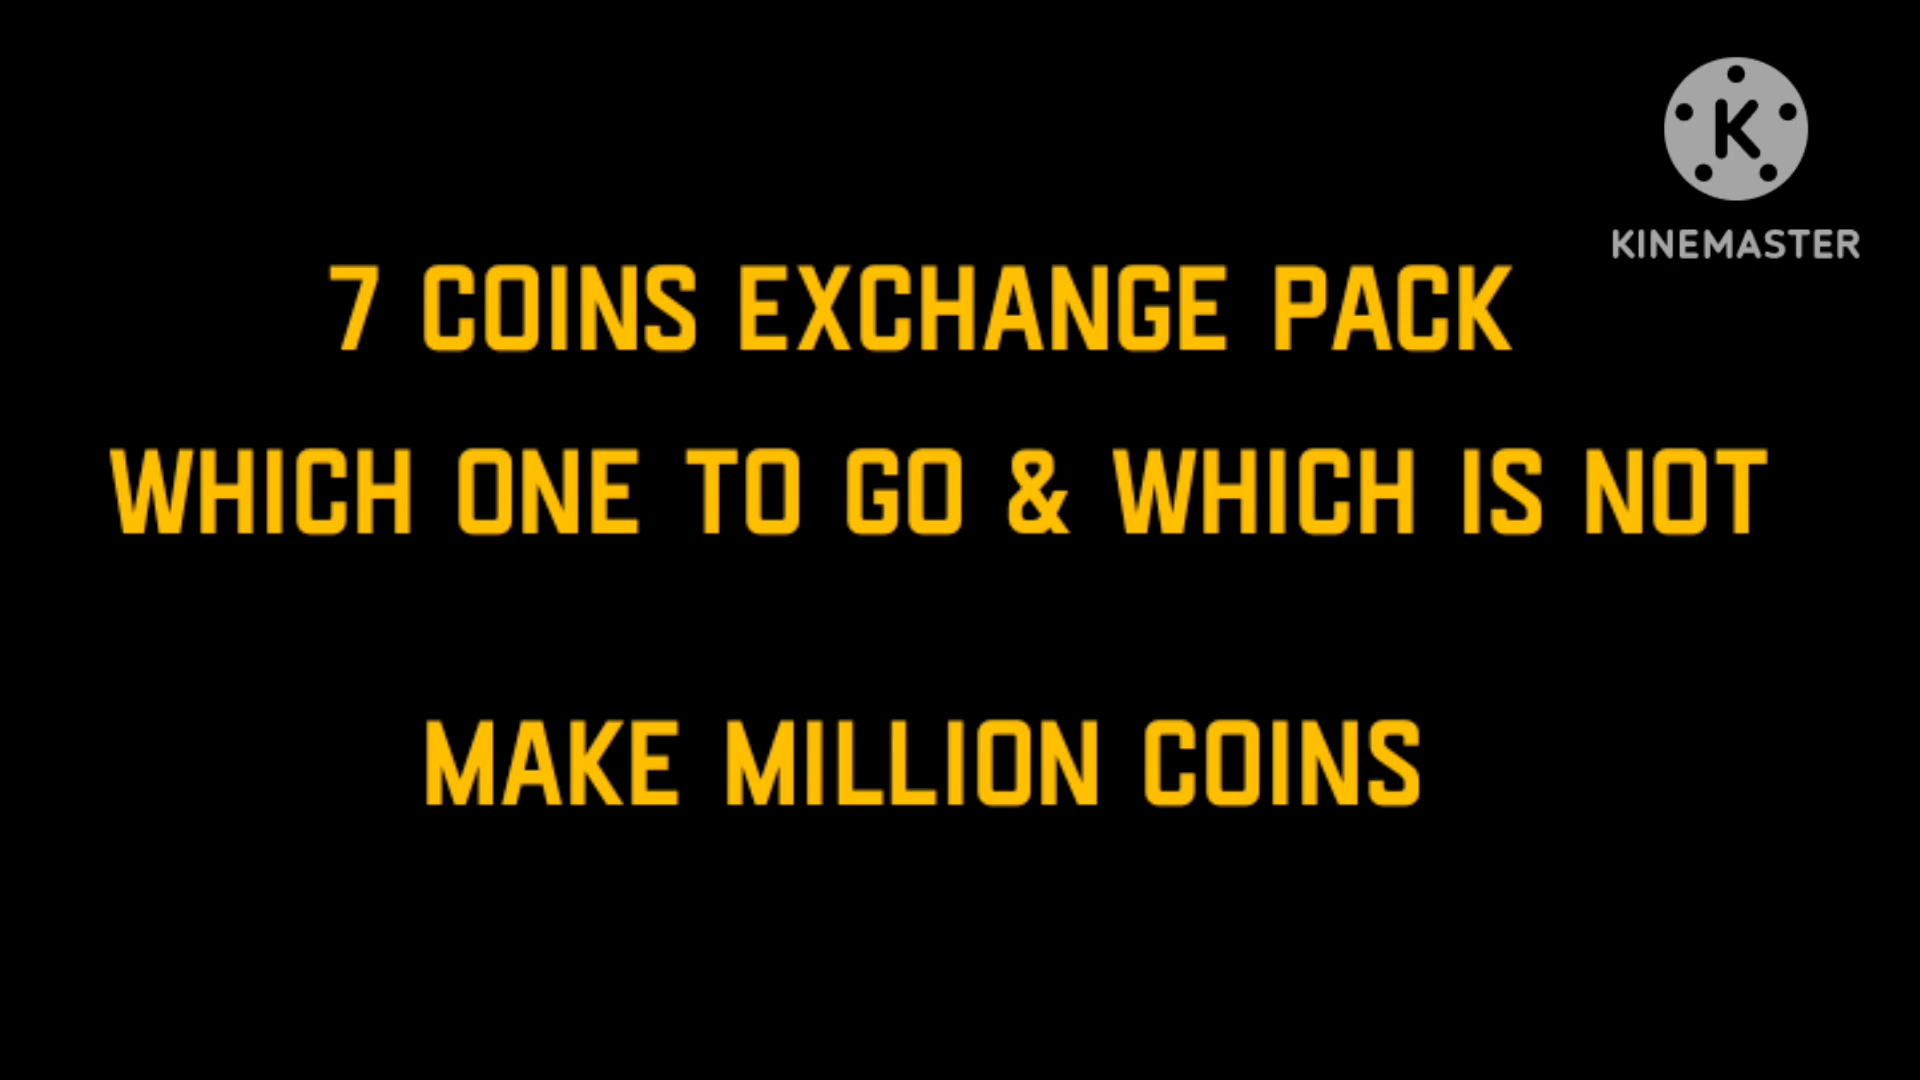 K
KINEMASTER
7 COINS EXCHANGE PACK
WHICH ONE TO GO & WHICH IS NOT
MAKE MILLION COINS